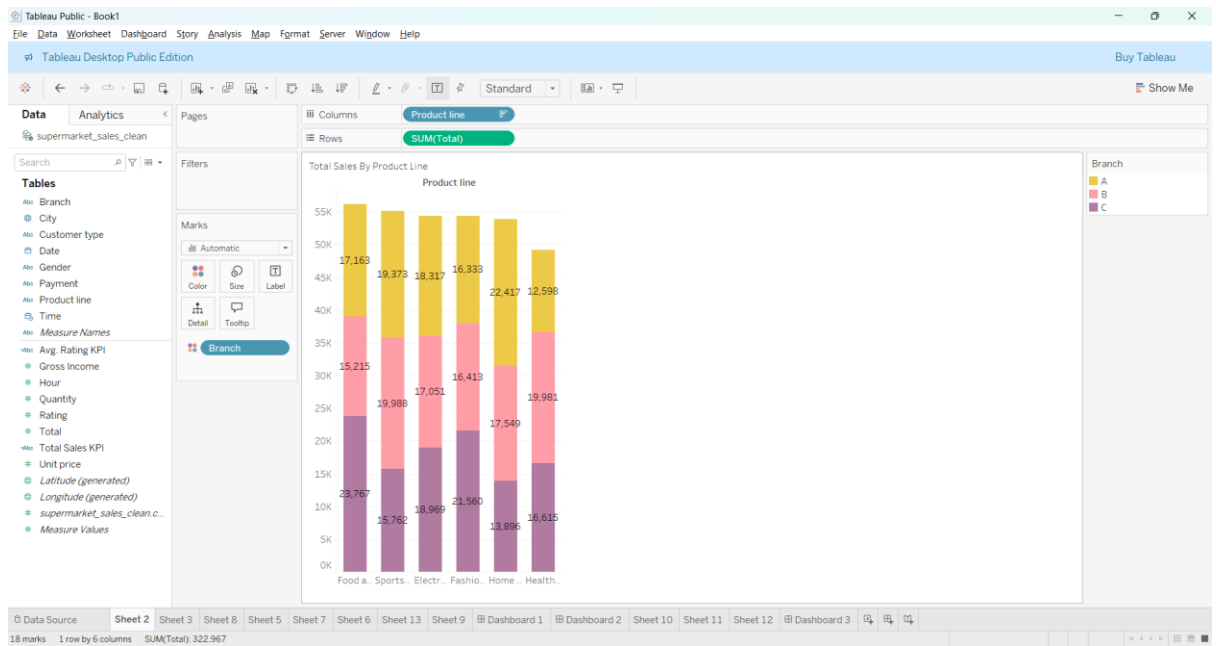 Tableau Public - Book1
File Data Worksheet Dashboard Story Analysis Map Format Server Window Help
Tableau Desktop Public Edition
Buy Tableau
Standard
Show Me
Data Analytics
supermarket_sales_clean
Search
Tables
Abc Branch
City
Abc Customer type
Date
Abc Gender
Abc Payment
Abc Product line
Time
Abc Measure Names
Abc Avg. Rating KPI
# Gross Income
# Hour
# Quantity
# Rating
# Total
Abc Total Sales KPI
# Unit price
Latitude (generated)
Longitude (generated)
# supermarket_sales_clean.c...
# Measure Values
Pages
Filters
Marks
Automatic
Color Size Label
Detail Tooltip
Branch
Columns Product line
Rows SUM(Total)
Total Sales By Product Line
Product line
55K
50K
45K
40K
35K
30K
25K
20K
15K
10K
5K
0K
17,163 19,373 18,317 16,333 22,417 12,598
15,215 19,988 17,051 16,413 17,549 19,981
23,767 15,762 18,969 21,560 13,896 16,615
Food a.. Sports.. Electr.. Fashio.. Home .. Health..
Branch
A
B
C
Data Source Sheet 2 Sheet 3 Sheet 8 Sheet 5 Sheet 7 Sheet 6 Sheet 13 Sheet 9 Dashboard 1 Dashboard 2 Sheet 10 Sheet 11 Sheet 12 Dashboard 3
18 marks 1 row by 6 columns SUM(Total): 322,967